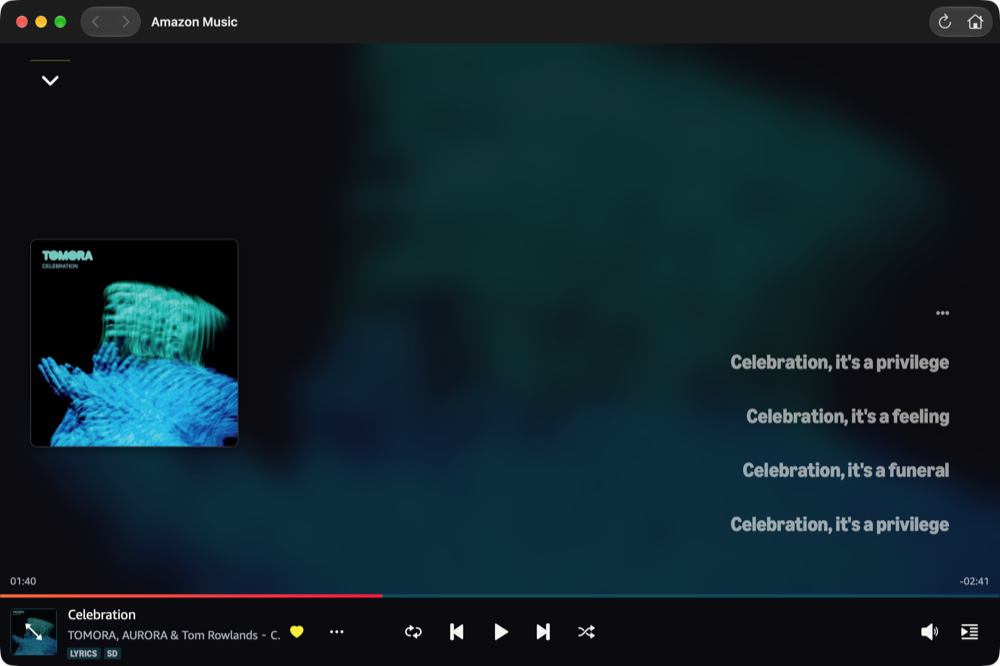 Amazon Music
TOMORA
CELEBRATION
•••
Celebration, it's a privilege
Celebration, it's a feeling
Celebration, it's a funeral
Celebration, it's a privilege
01:40
-02:41
Celebration
TOMORA, AURORA & Tom Rowlands - C.
LYRICS SD